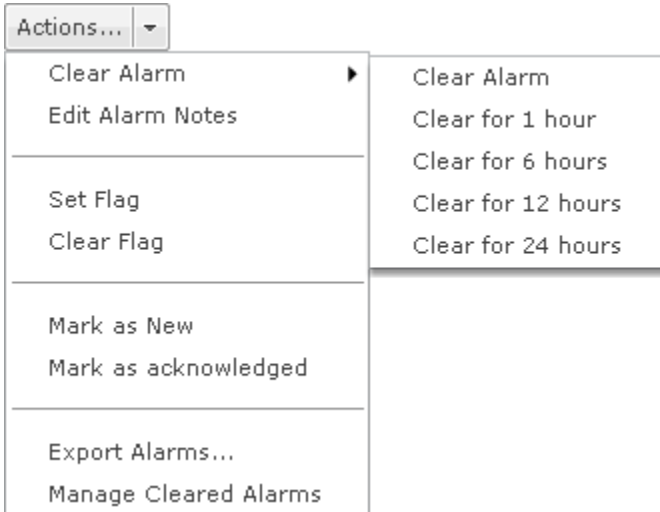 Actions...
Clear Alarm
Edit Alarm Notes
Set Flag
Clear Flag
Mark as New
Mark as acknowledged
Export Alarms...
Manage Cleared Alarms
Clear Alarm
Clear for 1 hour
Clear for 6 hours
Clear for 12 hours
Clear for 24 hours